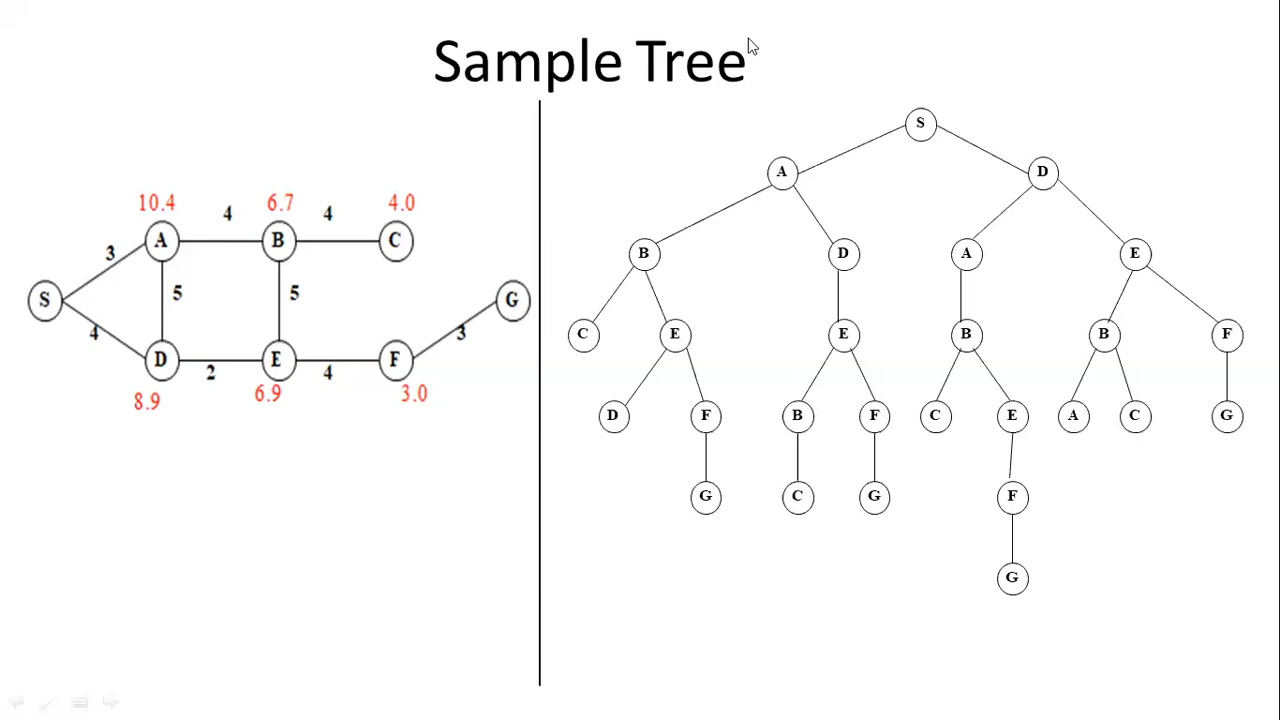 Sample Tree
10.4 6.7 4.0
4 4
A B C
3
5 5
S G
4 3
D E F
2 4
8.9 6.9 3.0
S
A D
B D A E
C E E B B F
D F B F C E A C G
G C G F
G